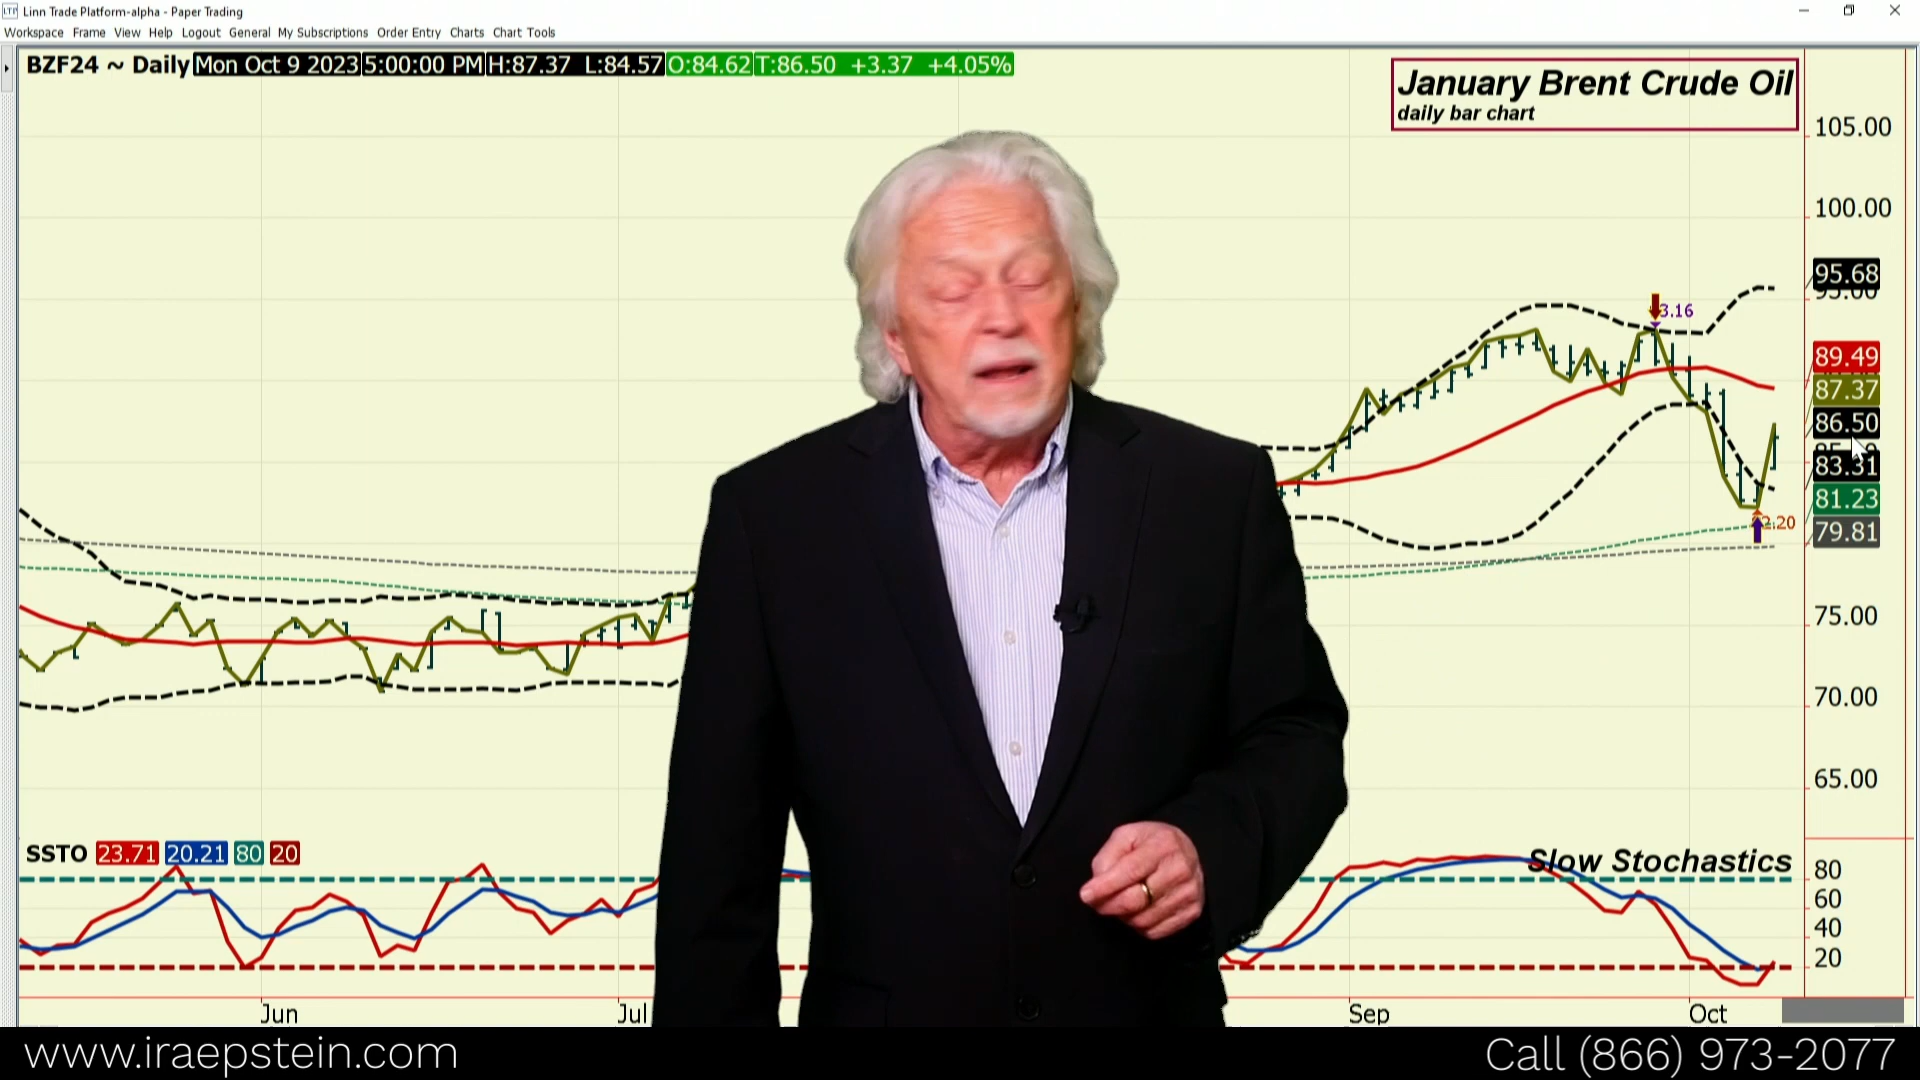 LTP Linn Trade Platform-alpha - Paper Trading
Workspace Frame View Help Logout General My Subscriptions Order Entry Charts Chart Tools
BZF24 ~ Daily Mon Oct 9 2023 5:00:00 PM H:87.37 L:84.57 O:84.62 T:86.50 +3.37 +4.05%
January Brent Crude Oil
daily bar chart
105.00
100.00
95.68
95.00
3.16
89.49
87.37
86.50
83.31
81.23
2.20
79.81
75.00
70.00
65.00
SSTO 23.71 20.21 80 20
Slow Stochastics
80
60
40
20
Jun Jul Sep Oct
www.iraepstein.com
Call (866) 973-2077